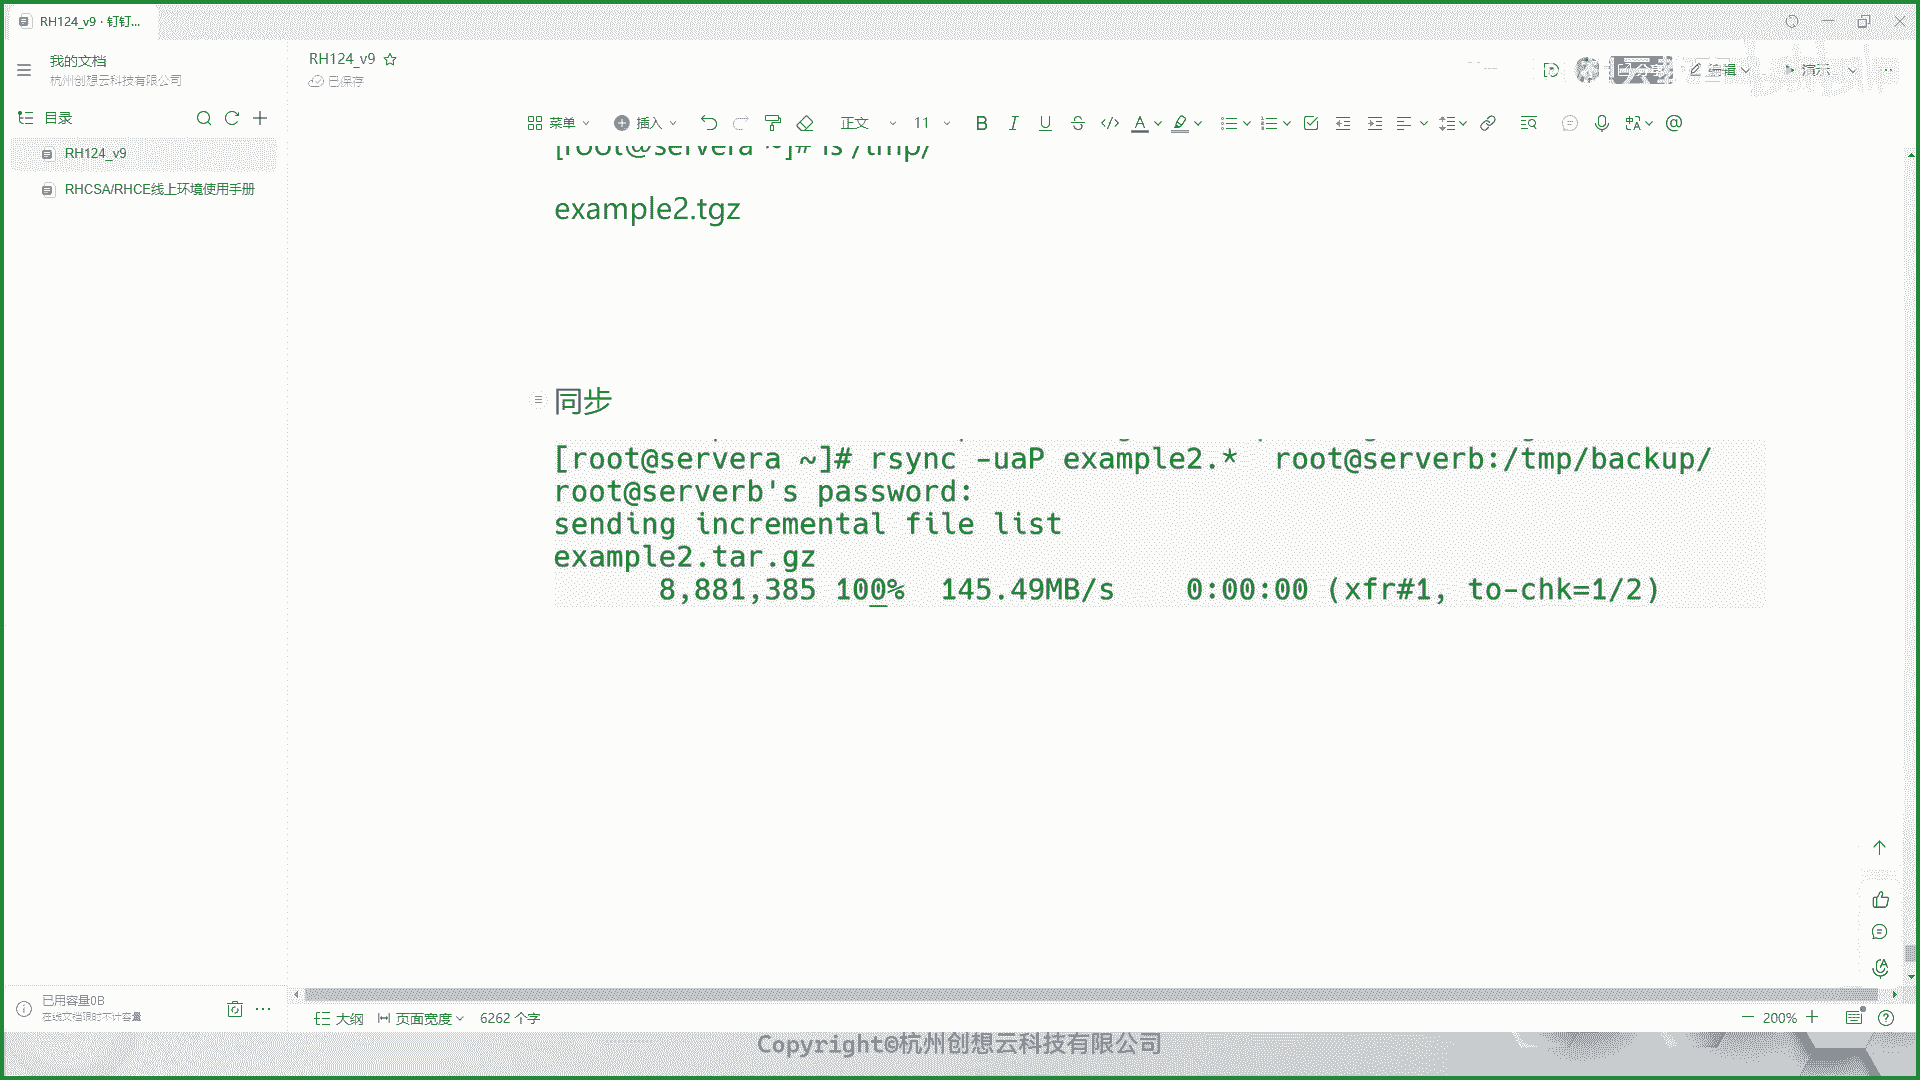 RH124_v9 · 钉钉...
我的文档
杭州创想云科技有限公司
RH124_v9
已保存
编辑
演示
目录
菜单
插入
正文
11
RH124_v9
RHCSA/RHCE线上环境使用手册
[root@servera ~]# ls /tmp/
example2.tgz
同步
[root@servera ~]# rsync -uaP example2.*  root@serverb:/tmp/backup/
root@serverb's password:
sending incremental file list
example2.tar.gz
8,881,385 100%  145.49MB/s    0:00:00 (xfr#1, to-chk=1/2)
已用容量0B
在线文档限时不计容量
大纲
页面宽度
6262 个字
200%
Copyright©杭州创想云科技有限公司